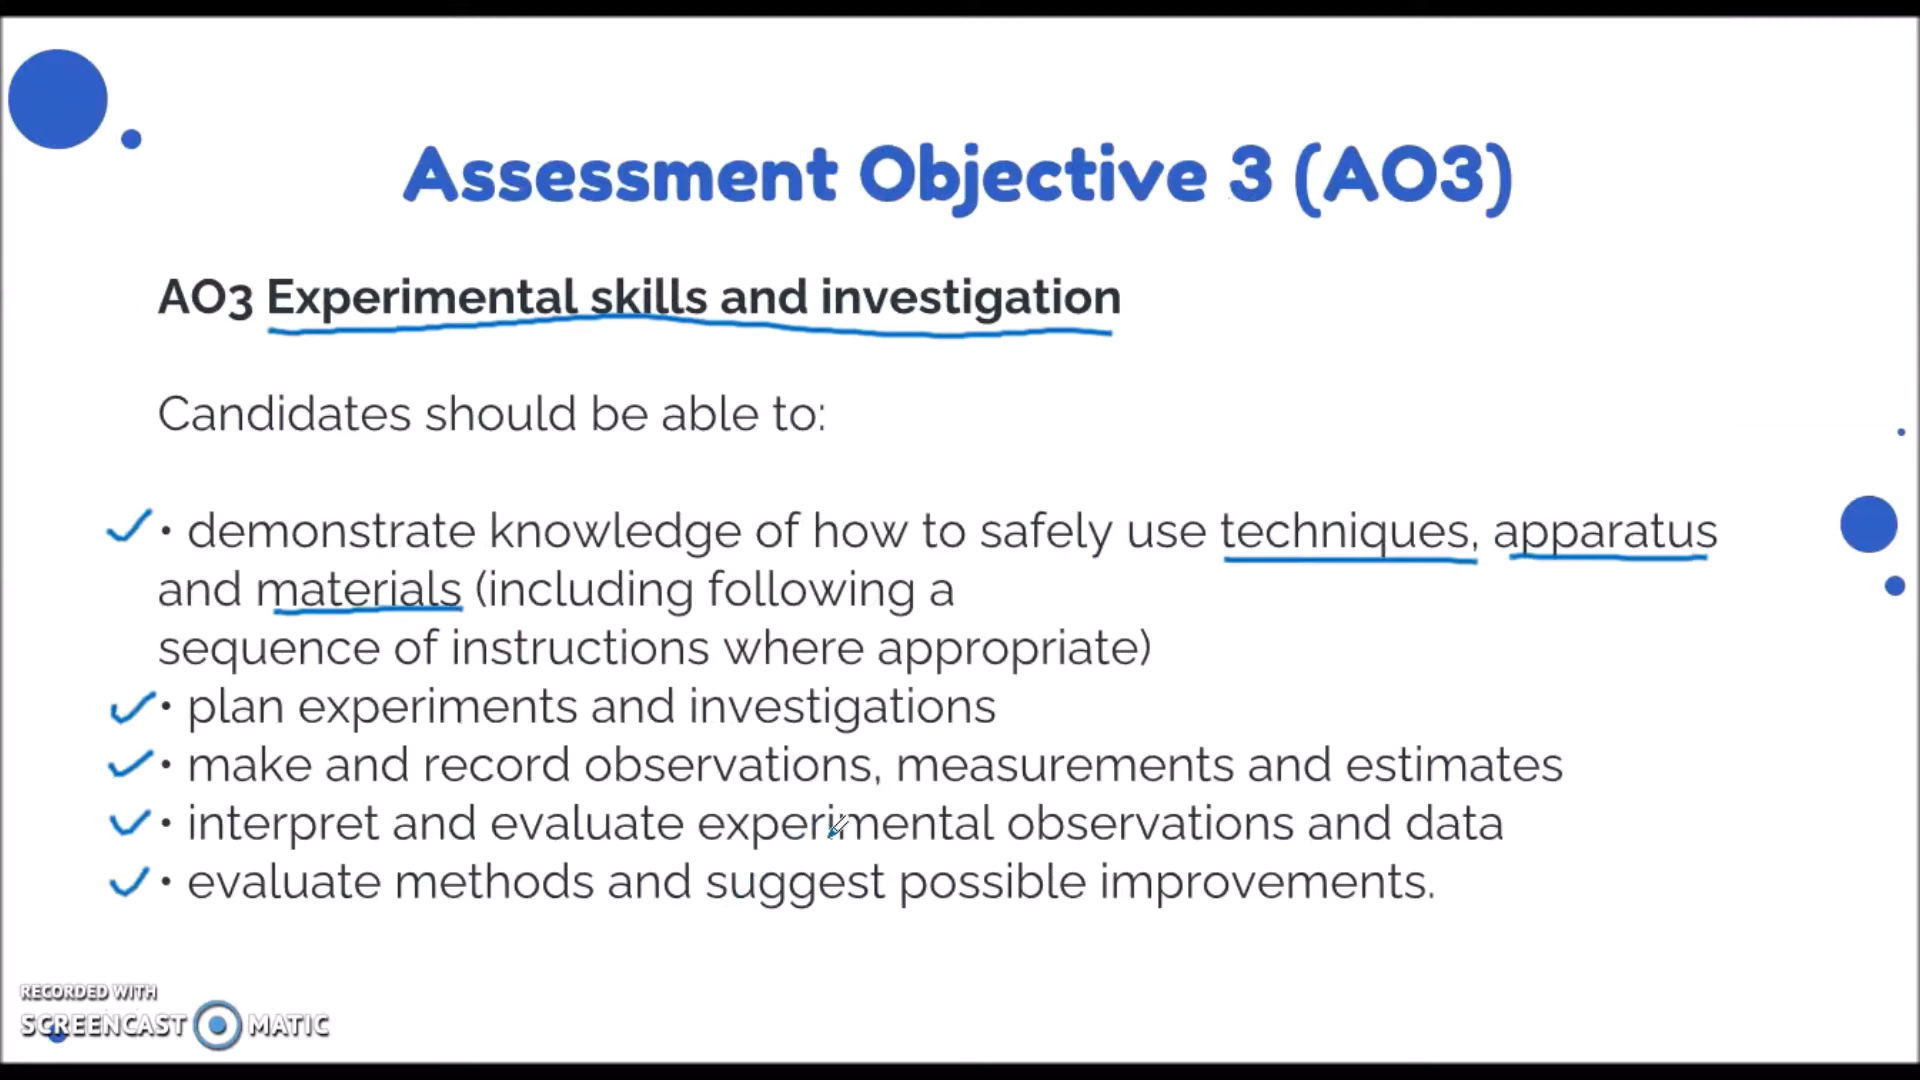 Assessment Objective 3 (AO3)
AO3 Experimental skills and investigation
Candidates should be able to:
• demonstrate knowledge of how to safely use techniques, apparatus
and materials (including following a
sequence of instructions where appropriate)
• plan experiments and investigations
• make and record observations, measurements and estimates
• interpret and evaluate experimental observations and data
• evaluate methods and suggest possible improvements.
RECORDED WITH
SCREENCAST MATIC